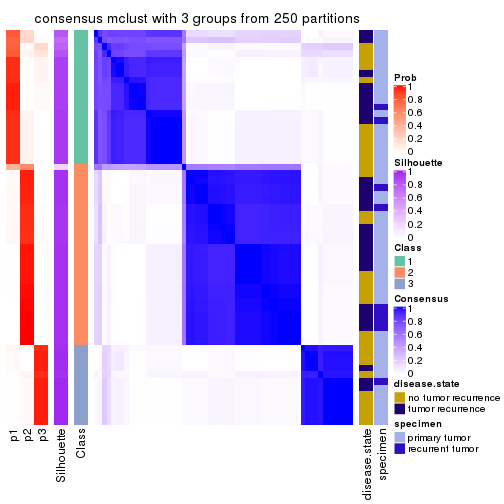 consensus mclust with 3 groups from 250 partitions
p1
p2
p3
Silhouette
Class
disease.state
specimen
Prob
1
0.8
0.6
0.4
0.2
0
Silhouette
1
0.8
0.6
0.4
0.2
0
Class
1
2
3
Consensus
1
0.8
0.6
0.4
0.2
0
disease.state
no tumor recurrence
tumor recurrence
specimen
primary tumor
recurrent tumor